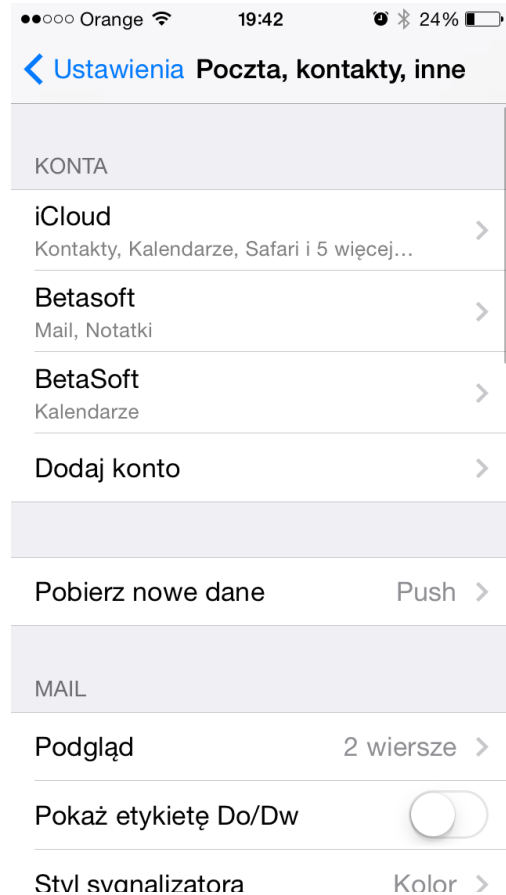 Orange 19:42 24%
Ustawienia Poczta, kontakty, inne
KONTA
iCloud
Kontakty, Kalendarze, Safari i 5 więcej...
Betasoft
Mail, Notatki
BetaSoft
Kalendarze
Dodaj konto
Pobierz nowe dane Push
MAIL
Podgląd 2 wiersze
Pokaż etykietę Do/Dw
Styl sygnalizatora Kolor